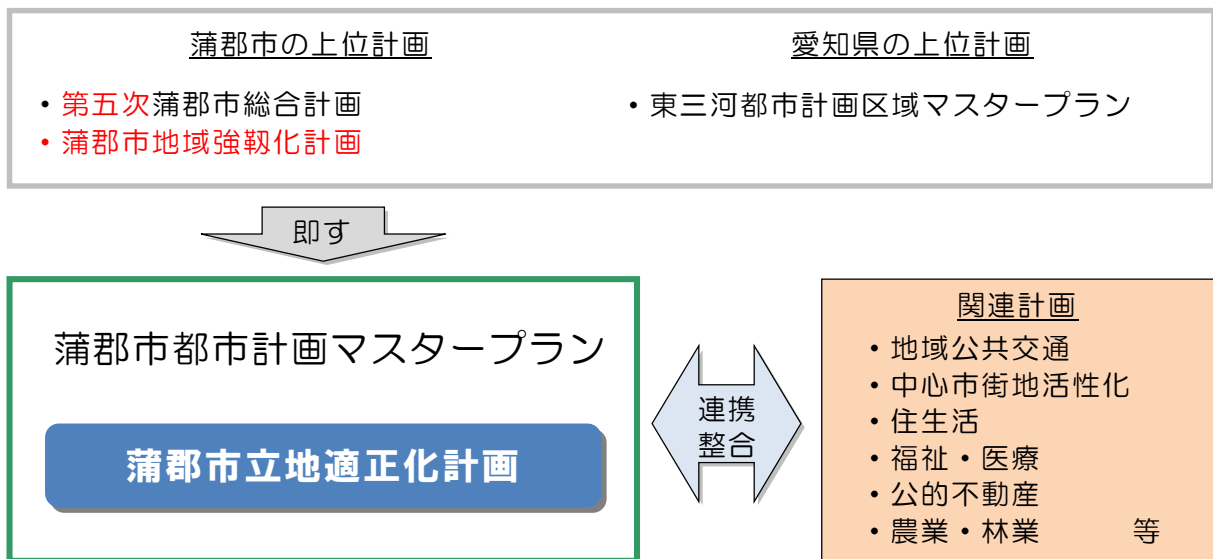 蒲郡市の上位計画
・第五次蒲郡市総合計画
・蒲郡市地域強靱化計画
愛知県の上位計画
・東三河都市計画区域マスタープラン
即す
蒲郡市都市計画マスタープラン
蒲郡市立地適正化計画
連携
整合
関連計画
・地域公共交通
・中心市街地活性化
・住生活
・福祉・医療
・公的不動産
・農業・林業　　等